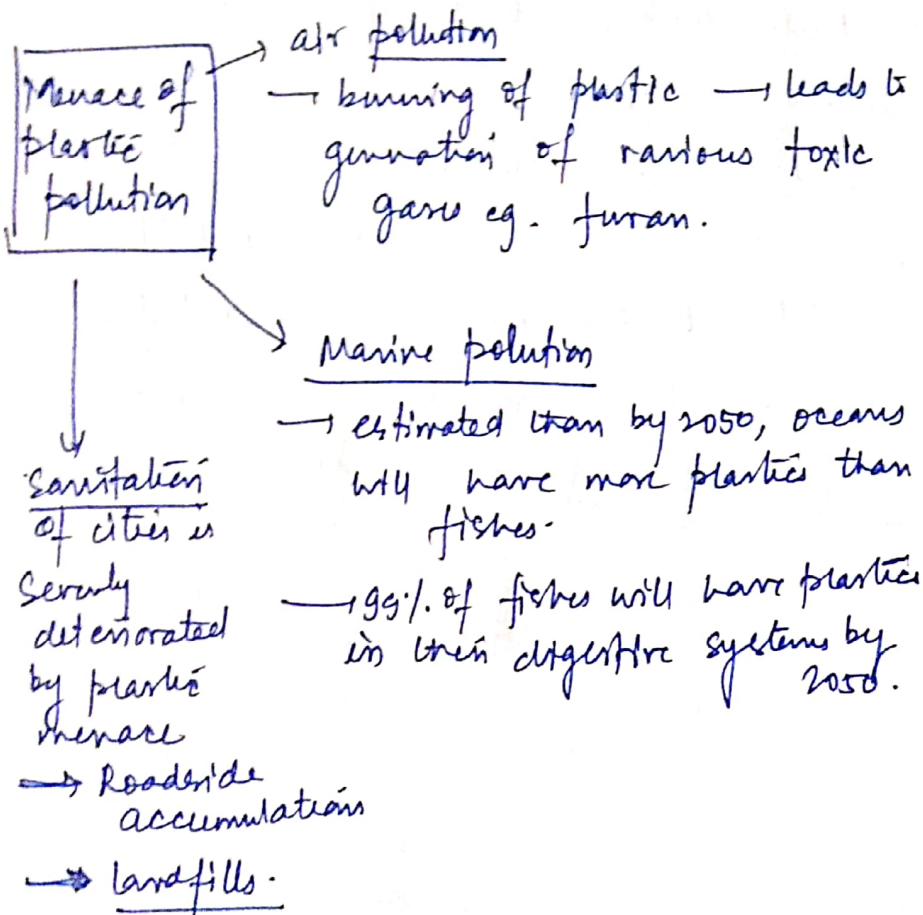 Menace of
plastic
pollution
→ air pollution
→ burning of plastic → leads to
generation of various toxic
gases eg. furan.
Marine polution
→ estimated than by 2050, oceans
will have more plastics than
fishes.
→ 99% of fishes will have plastics
in their digestive systems by
2050.
Sanitation
of cities is
Severly
deteriorated
by plastic
menace
→ Roadside
accumulations
→ landfills.